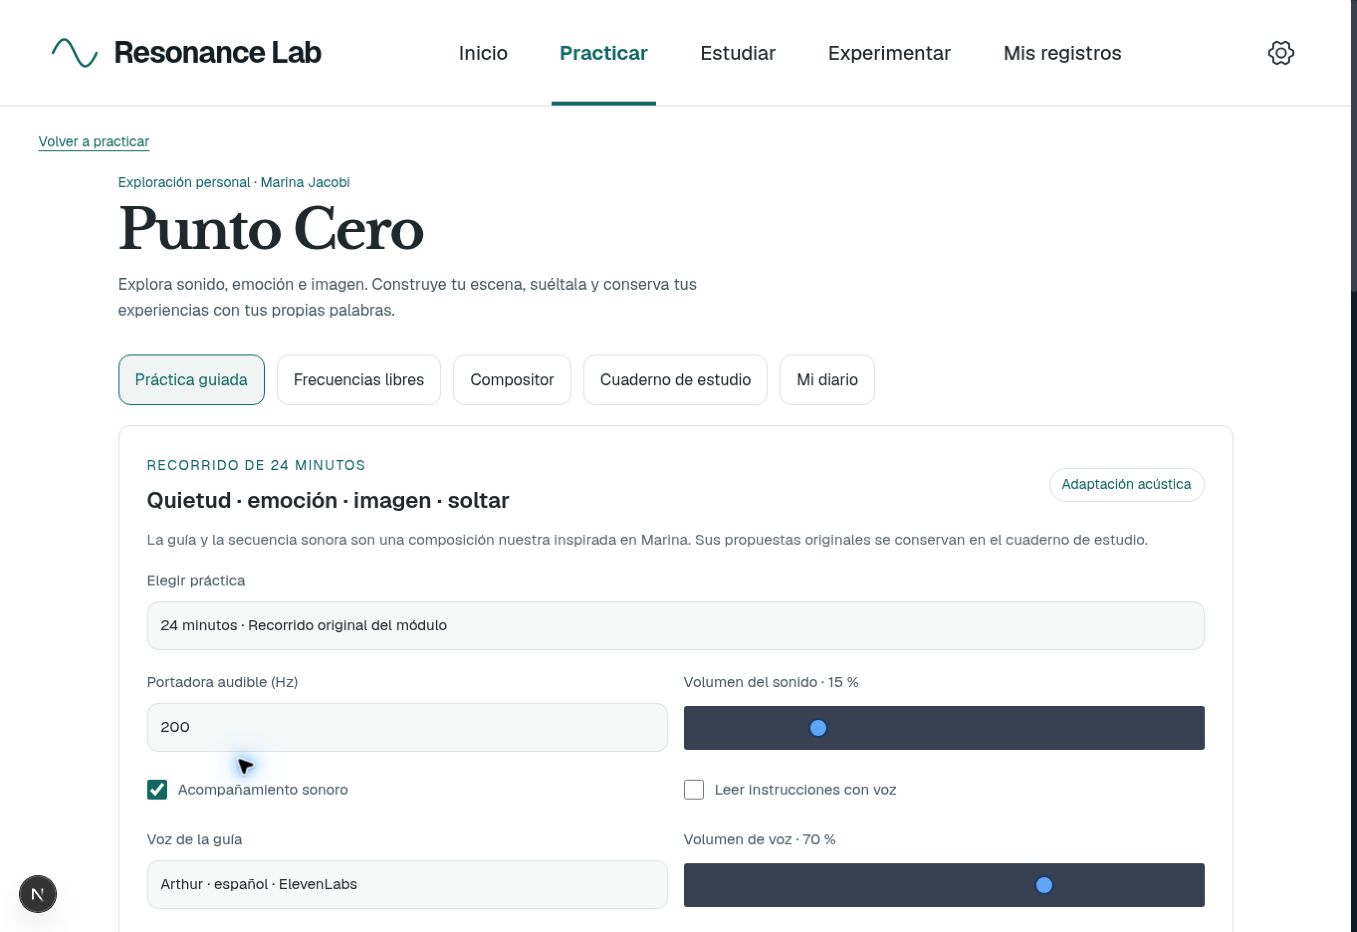 Resonance Lab
Inicio
Practicar
Estudiar
Experimentar
Mis registros
Volver a practicar
Exploración personal · Marina Jacobi
Punto Cero
Explora sonido, emoción e imagen. Construye tu escena, suéltala y conserva tus
experiencias con tus propias palabras.
Práctica guiada
Frecuencias libres
Compositor
Cuaderno de estudio
Mi diario
RECORRIDO DE 24 MINUTOS
Adaptación acústica
Quietud · emoción · imagen · soltar
La guía y la secuencia sonora son una composición nuestra inspirada en Marina. Sus propuestas originales se conservan en el cuaderno de estudio.
Elegir práctica
24 minutos · Recorrido original del módulo
Portadora audible (Hz)
Volumen del sonido · 15 %
200
Acompañamiento sonoro
Leer instrucciones con voz
Voz de la guía
Volumen de voz · 70 %
Arthur · español · ElevenLabs
N